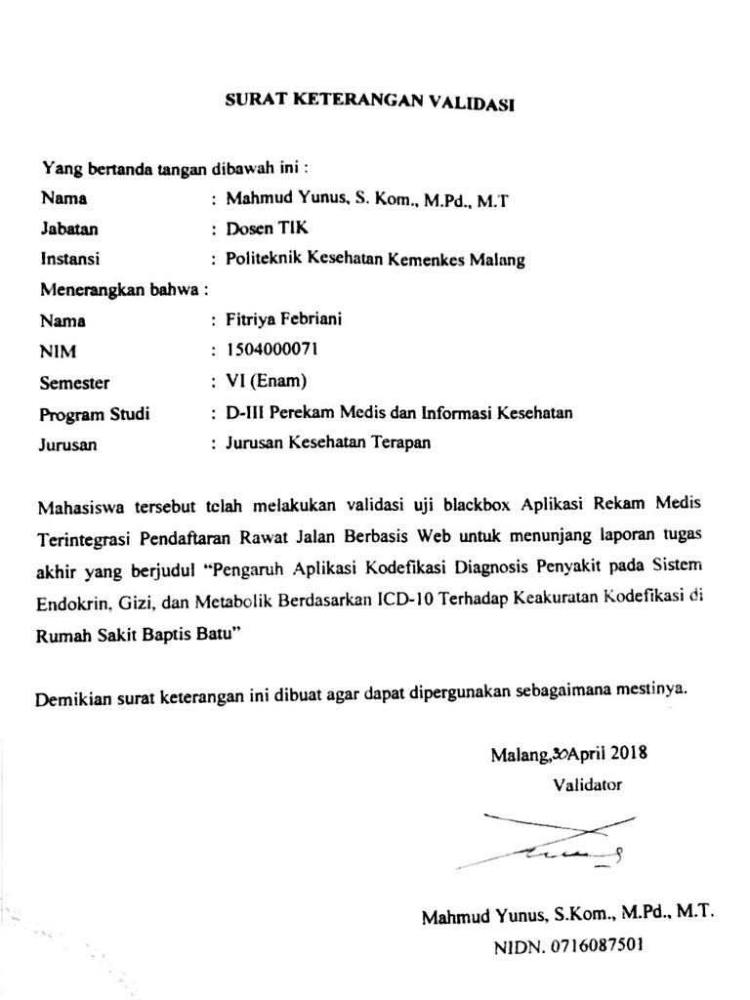 SURAT KETERANGAN VALIDASI
Yang bertanda tangan dibawah ini :
Nama : Mahmud Yunus, S. Kom., M.Pd., M.T
Jabatan : Dosen TIK
Instansi : Politeknik Kesehatan Kemenkes Malang
Menerangkan bahwa :
Nama : Fitriya Febriani
NIM : 1504000071
Semester : VI (Enam)
Program Studi : D-III Perekam Medis dan Informasi Kesehatan
Jurusan : Jurusan Kesehatan Terapan
Mahasiswa tersebut telah melakukan validasi uji blackbox Aplikasi Rekam Medis
Terintegrasi Pendaftaran Rawat Jalan Berbasis Web untuk menunjang laporan tugas
akhir yang berjudul “Pengaruh Aplikasi Kodefikasi Diagnosis Penyakit pada Sistem
Endokrin, Gizi, dan Metabolik Berdasarkan ICD-10 Terhadap Keakuratan Kodefikasi di
Rumah Sakit Baptis Batu”
Demikian surat keterangan ini dibuat agar dapat dipergunakan sebagaimana mestinya.
Malang,30April 2018
Validator
Mahmud Yunus, S.Kom., M.Pd., M.T.
NIDN. 0716087501